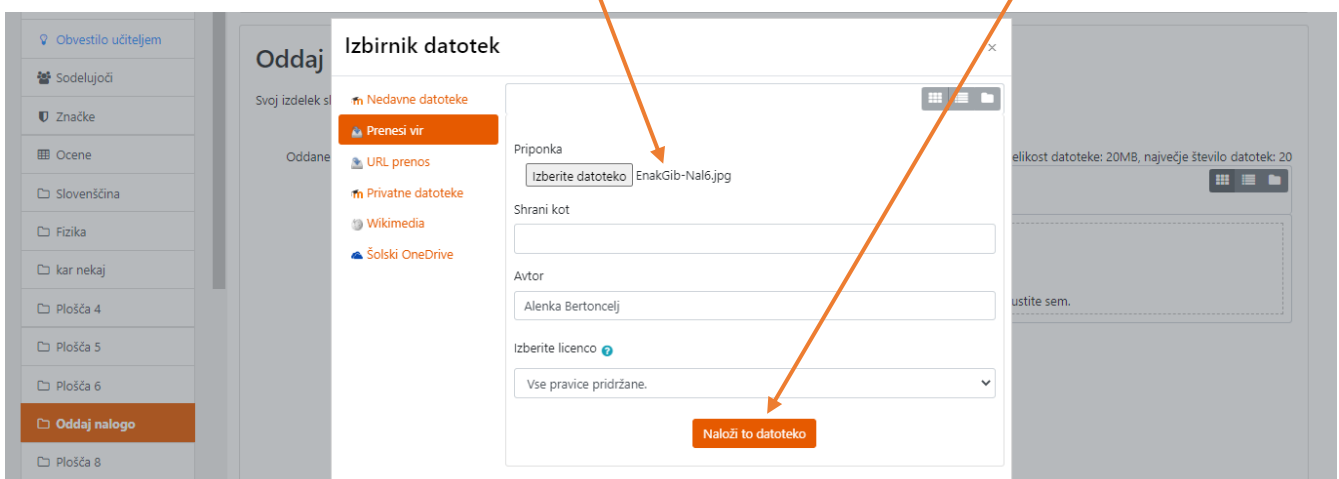 Obvestilo učiteljem
Sodelujoči
Značke
Ocene
Slovenščina
Fizika
kar nekaj
Plošča 4
Plošča 5
Plošča 6
Oddaj nalogo
Plošča 8
Oddaj
Svoj izdelek sl
Oddane
Izbirnik datotek
×
Nedavne datoteke
Prenesi vir
URL prenos
Privatne datoteke
Wikimedia
Šolski OneDrive
Priponka
Izberite datoteko EnakGib-Nal6.jpg
Shrani kot
Avtor
Alenka Bertoncelj
Izberite licenco
Vse pravice pridržane.
Naloži to datoteko
elikost datoteke: 20MB, največje število datotek: 20
ustite sem.